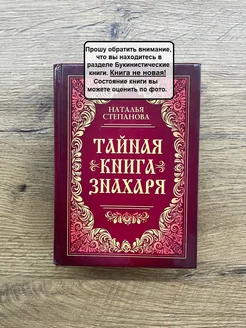 Прошу обратить внимание,
что вы находитесь в
разделе Букинистические
книги. Книга не новая!
Состояние книги вы
можете оценить по фото.
НАТАЛЬЯ
СТЕПАНОВА
ТАЙНАЯ
КНИГА
ЗНАХАРЯ